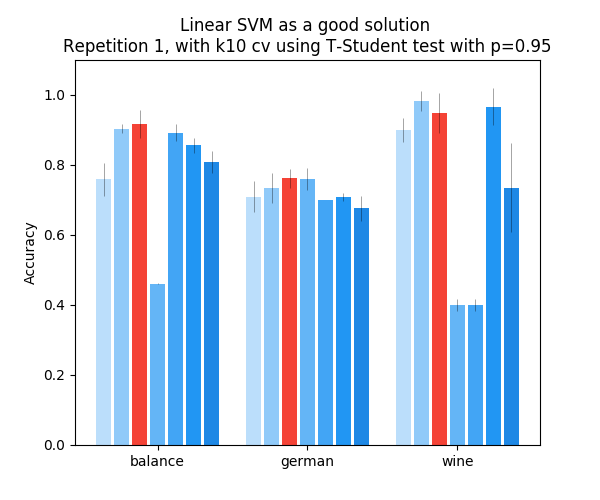 Linear SVM as a good solution
Repetition 1, with k10 cv using T-Student test with p=0.95
1.0
0.8
0.6
0.4
0.2
0.0
Accuracy
balance
german
wine